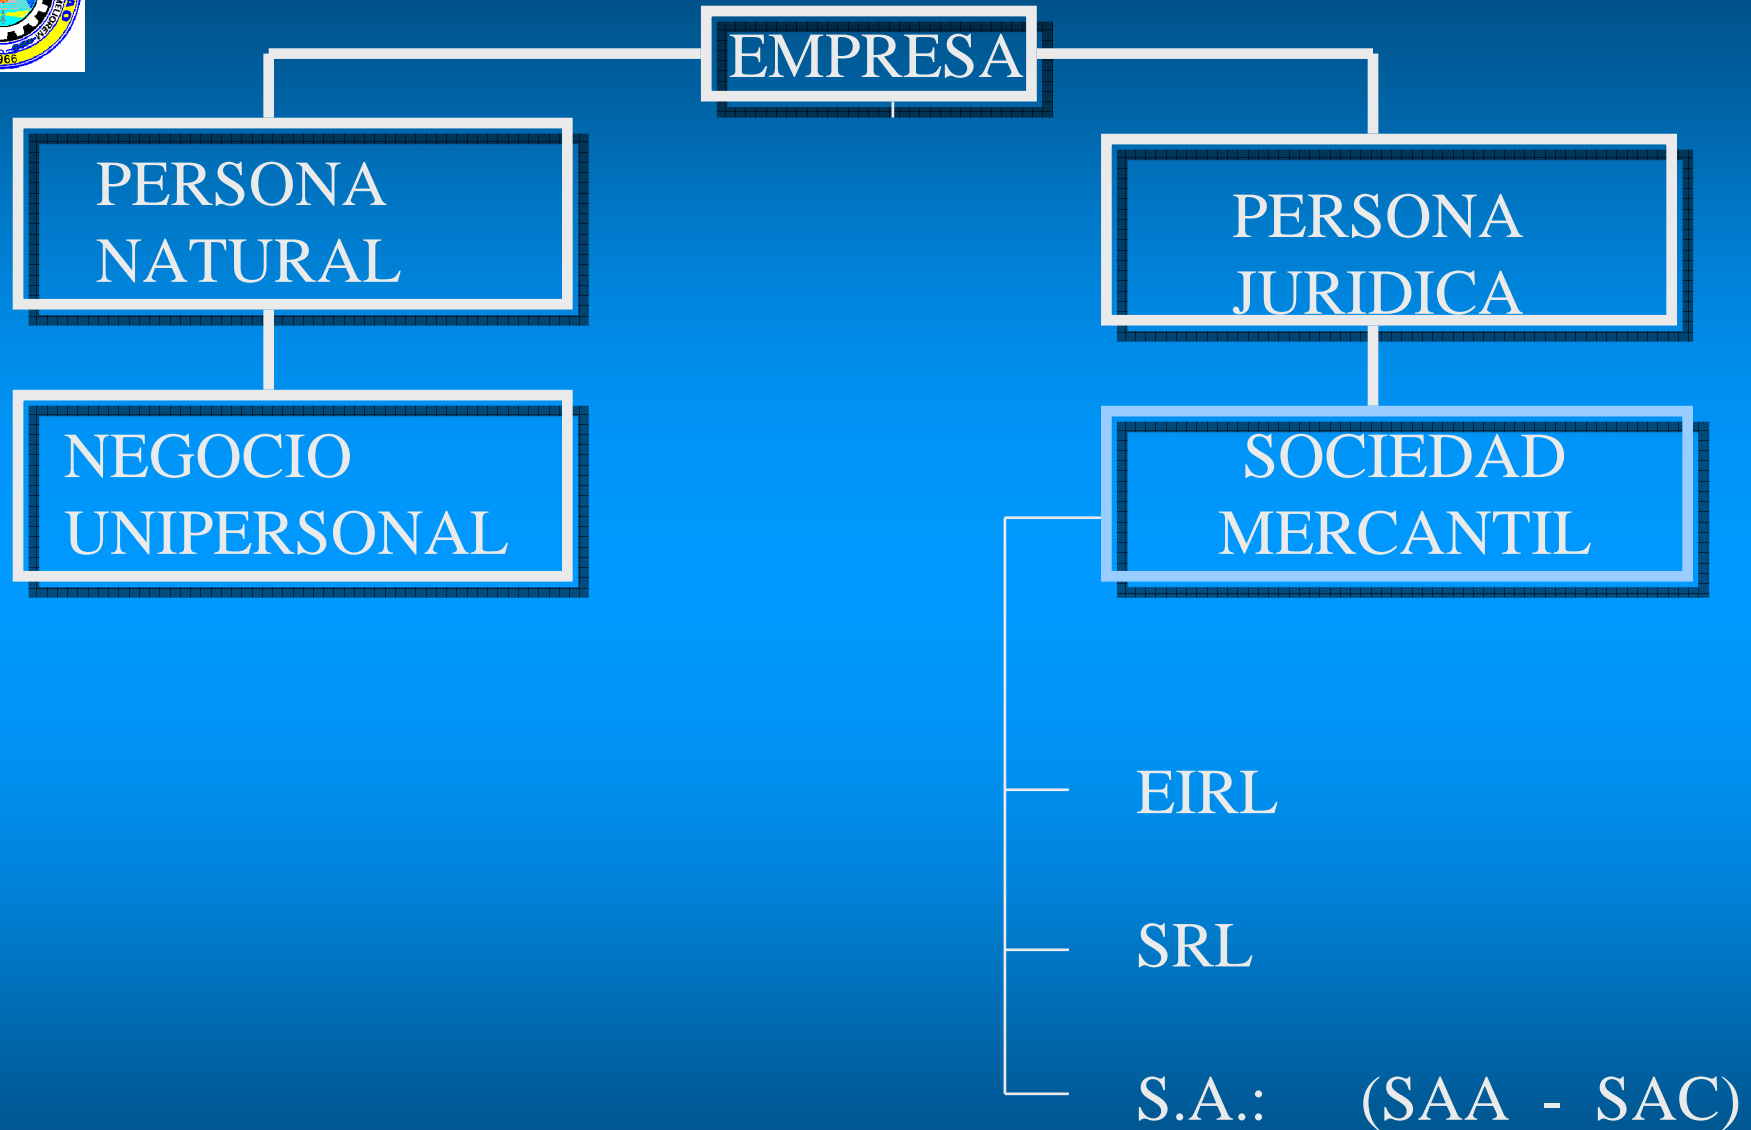 EMPRESA
PERSONA
NATURAL
PERSONA
JURIDICA
NEGOCIO
UNIPERSONAL
SOCIEDAD
MERCANTIL
EIRL
SRL
S.A.: (SAA - SAC)